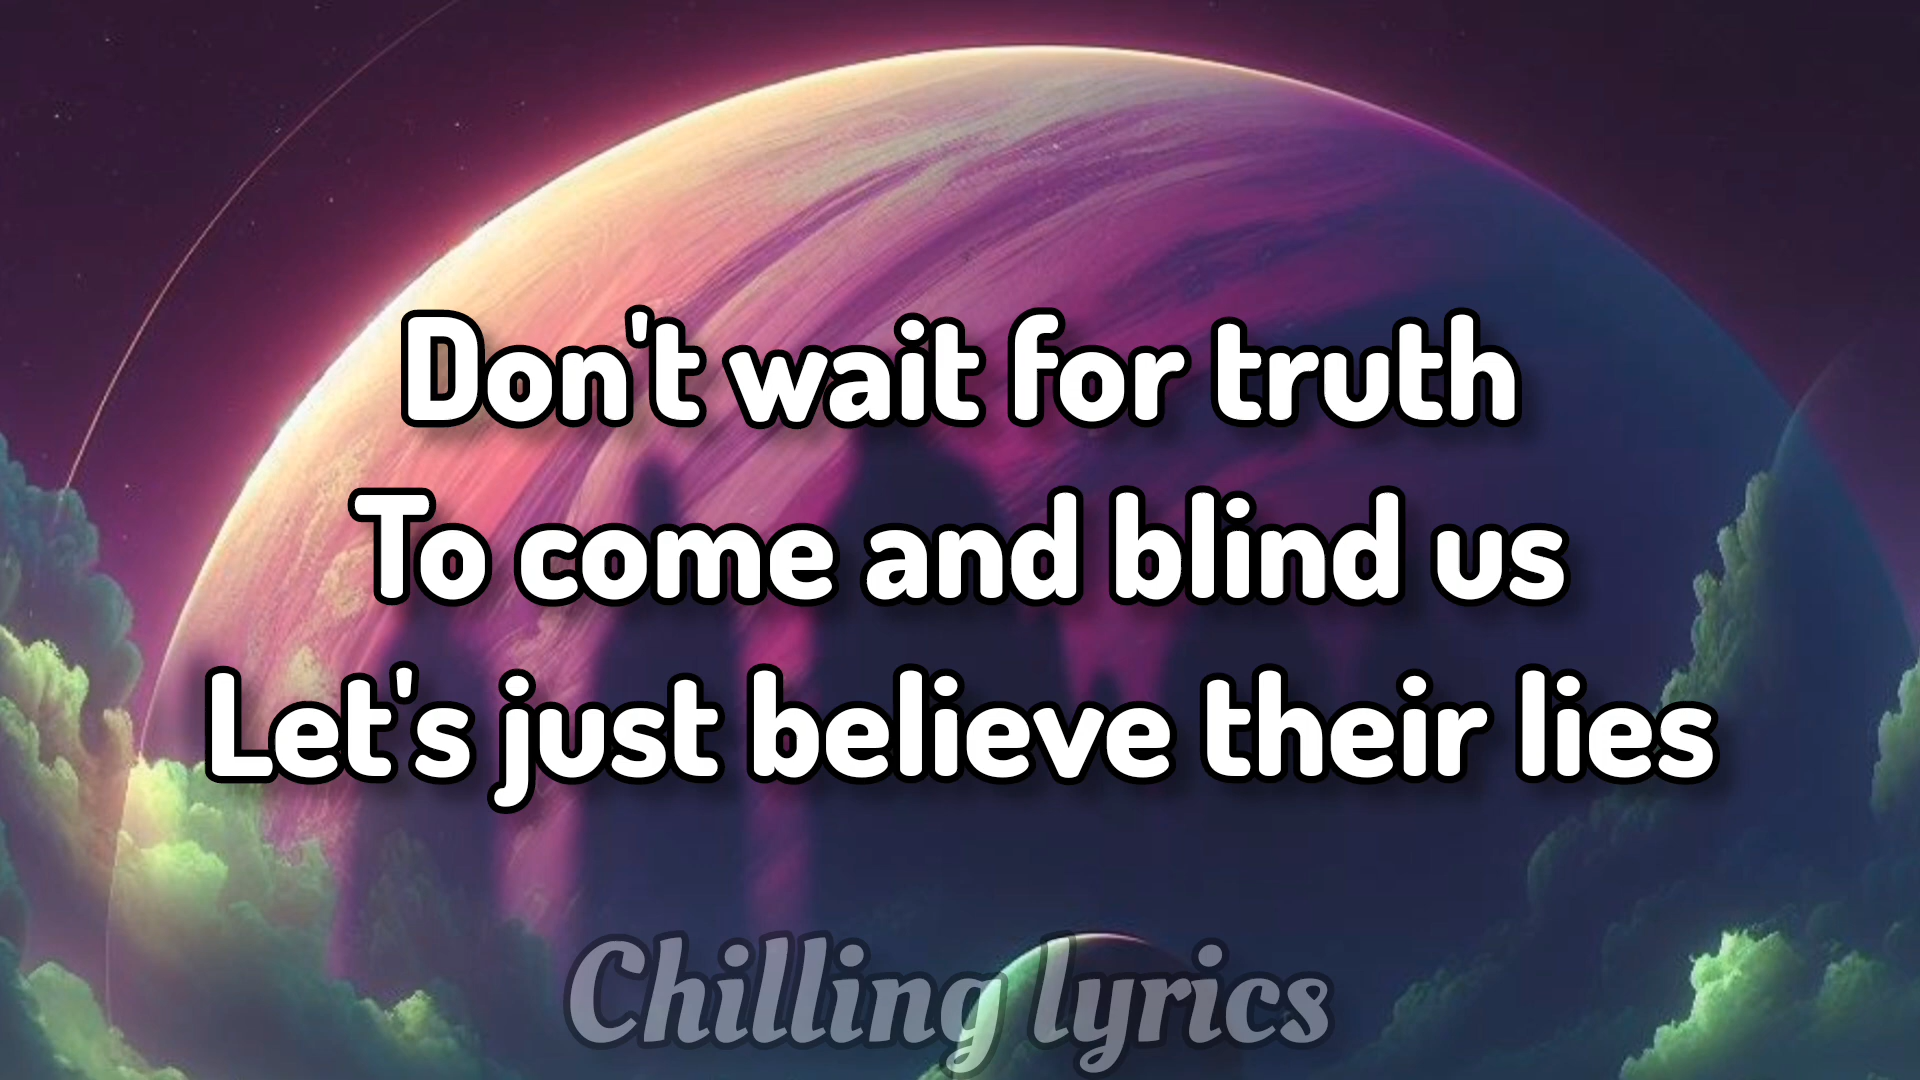 Don't wait for truth
To come and blind us
Let's just believe their lies
Chilling lyrics